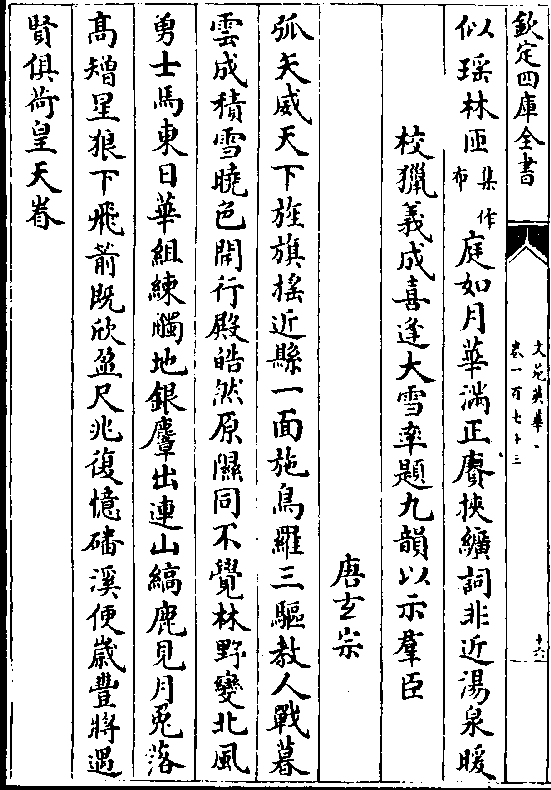 欽定四庫全書
文苑英華
卷一百七十三
十六
似瑶林匝集作布庭如月華滿正賡挾纊詞非近湯泉暖
校獵義成喜逢大雪率題九韻以示羣臣
唐玄宗
弧矢威天下旌旗揺近縣一面施鳥羅三驅教人戰暮
雲成積雪曉色開行殿皓然原隰同不覺林野變北風
勇士馬東日華組練觸地銀麞出連山縞鹿見月兎落
髙矰星狼下飛箭既欣盈尺兆復憶磻溪便歲豐將遇
賢俱荷皇天眷